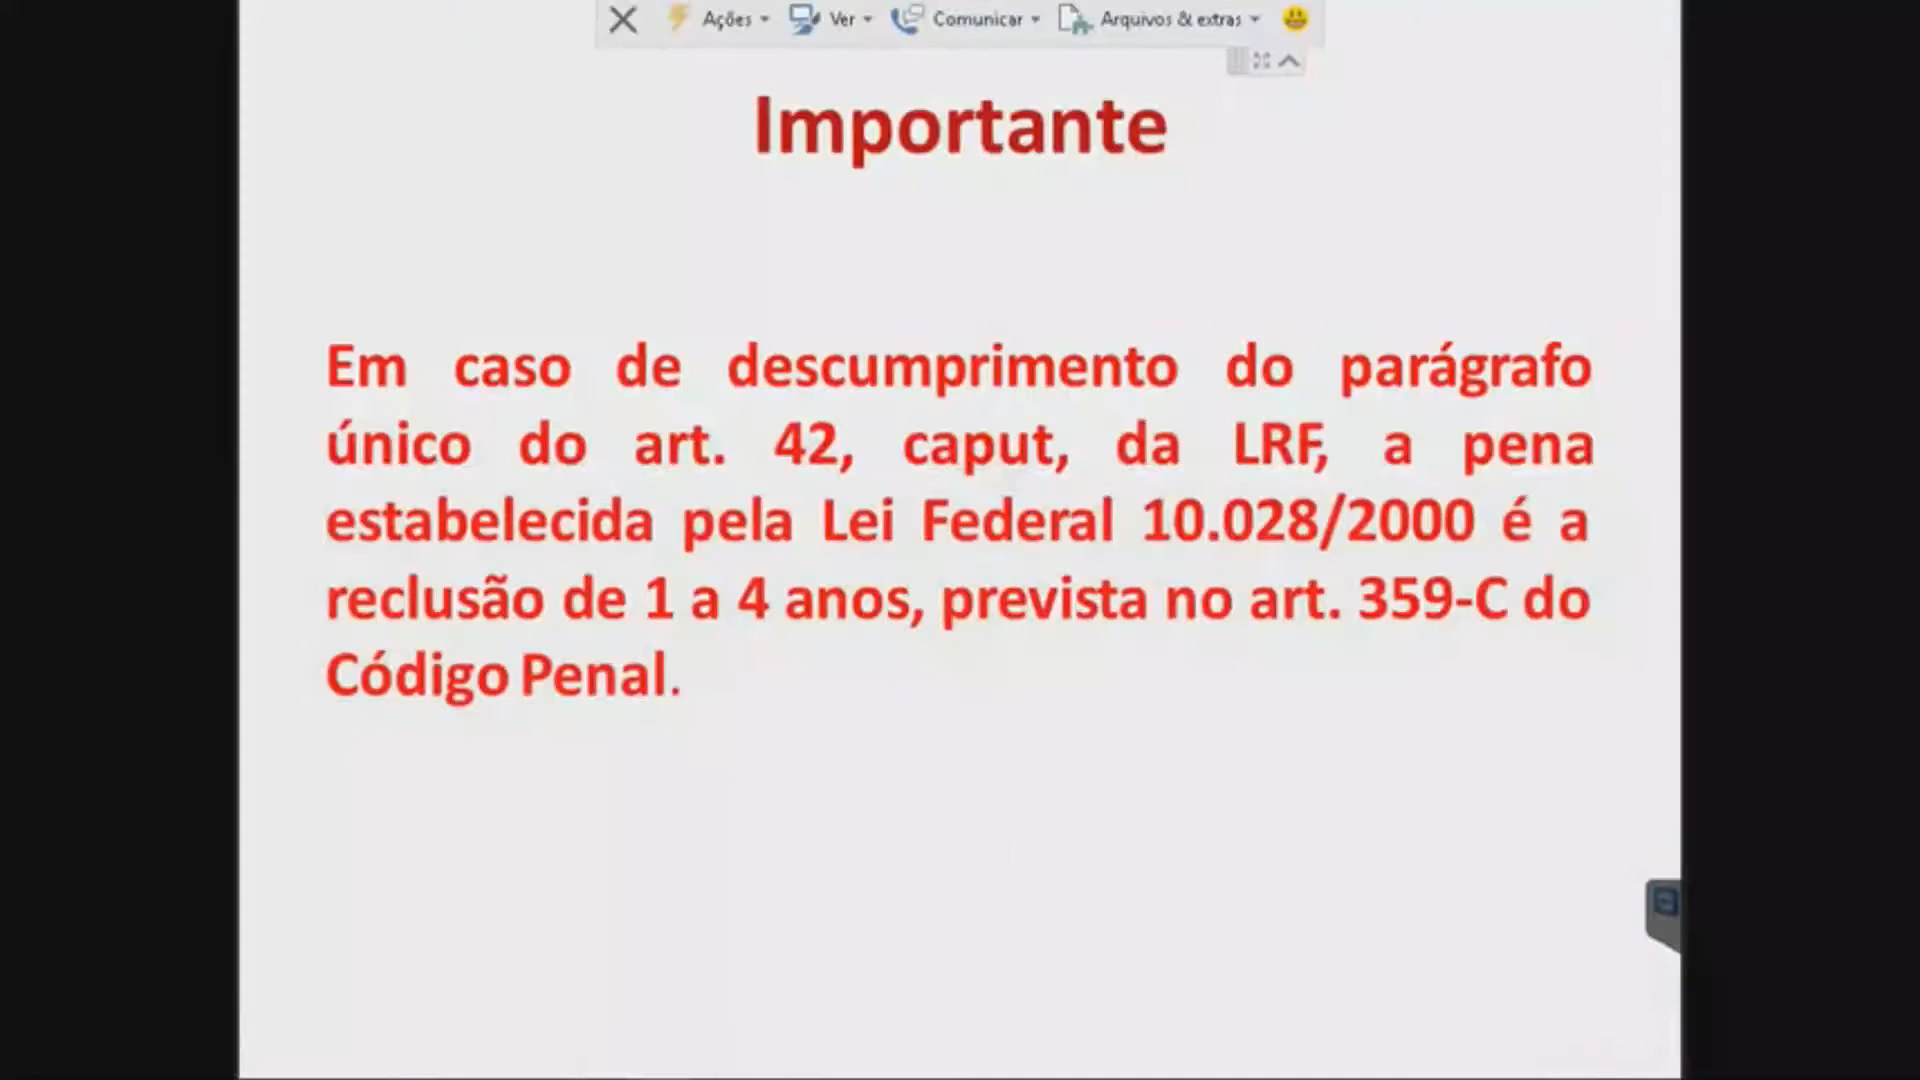 Ações Ver Comunicar Arquivos & extras
Importante
Em caso de descumprimento do parágrafo
único do art. 42, caput, da LRF, a pena
estabelecida pela Lei Federal 10.028/2000 é a
reclusão de 1 a 4 anos, prevista no art. 359-C do
Código Penal.